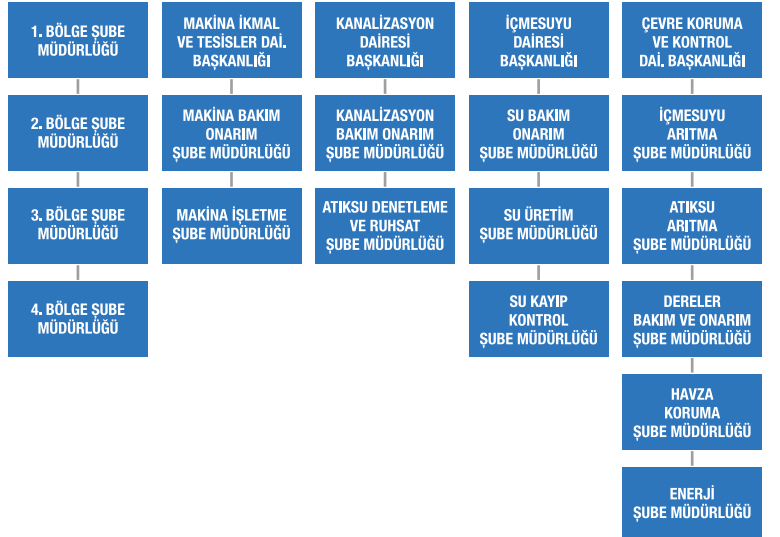 1. BÖLGE ŞUBE
MÜDÜRLÜĞÜ
2. BÖLGE ŞUBE
MÜDÜRLÜĞÜ
3. BÖLGE ŞUBE
MÜDÜRLÜĞÜ
4. BÖLGE ŞUBE
MÜDÜRLÜĞÜ
MAKİNA İKMAL
VE TESİSLER DAİ.
BAŞKANLIĞI
MAKİNA BAKIM
ONARIM
ŞUBE MÜDÜRLÜĞÜ
MAKİNA İŞLETME
ŞUBE MÜDÜRLÜĞÜ
KANALİZASYON
DAİRESİ
BAŞKANLIĞI
KANALİZASYON
BAKIM ONARIM
ŞUBE MÜDÜRLÜĞÜ
ATIKSU DENETLEME
VE RUHSAT
ŞUBE MÜDÜRLÜĞÜ
İÇMESUYU
DAİRESİ
BAŞKANLIĞI
SU BAKIM
ONARIM
ŞUBE MÜDÜRLÜĞÜ
SU ÜRETİM
ŞUBE MÜDÜRLÜĞÜ
SU KAYIP
KONTROL
ŞUBE MÜDÜRLÜĞÜ
ÇEVRE KORUMA
VE KONTROL
DAİ. BAŞKANLIĞI
İÇMESUYU
ARITMA
ŞUBE MÜDÜRLÜĞÜ
ATIKSU
ARITMA
ŞUBE MÜDÜRLÜĞÜ
DERELER
BAKIM VE ONARIM
ŞUBE MÜDÜRLÜĞÜ
HAVZA
KORUMA
ŞUBE MÜDÜRLÜĞÜ
ENERJİ
ŞUBE MÜDÜRLÜĞÜ